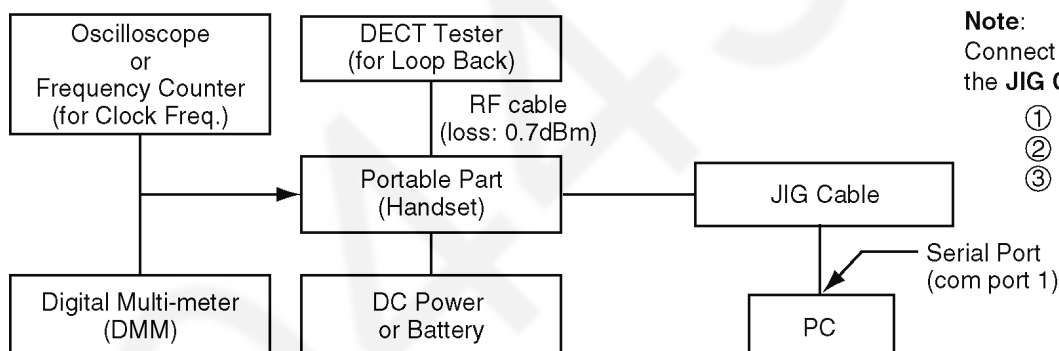 Oscilloscope
or
Frequency Counter
(for Clock Freq.)
DECT Tester
(for Loop Back)
RF cable
(loss: 0.7dBm)
Portable Part
(Handset)
JIG Cable
Digital Multi-meter
(DMM)
DC Power
or Battery
PC
Serial Port
(com port 1)
Note:
Connect
the JIG
①
②
③